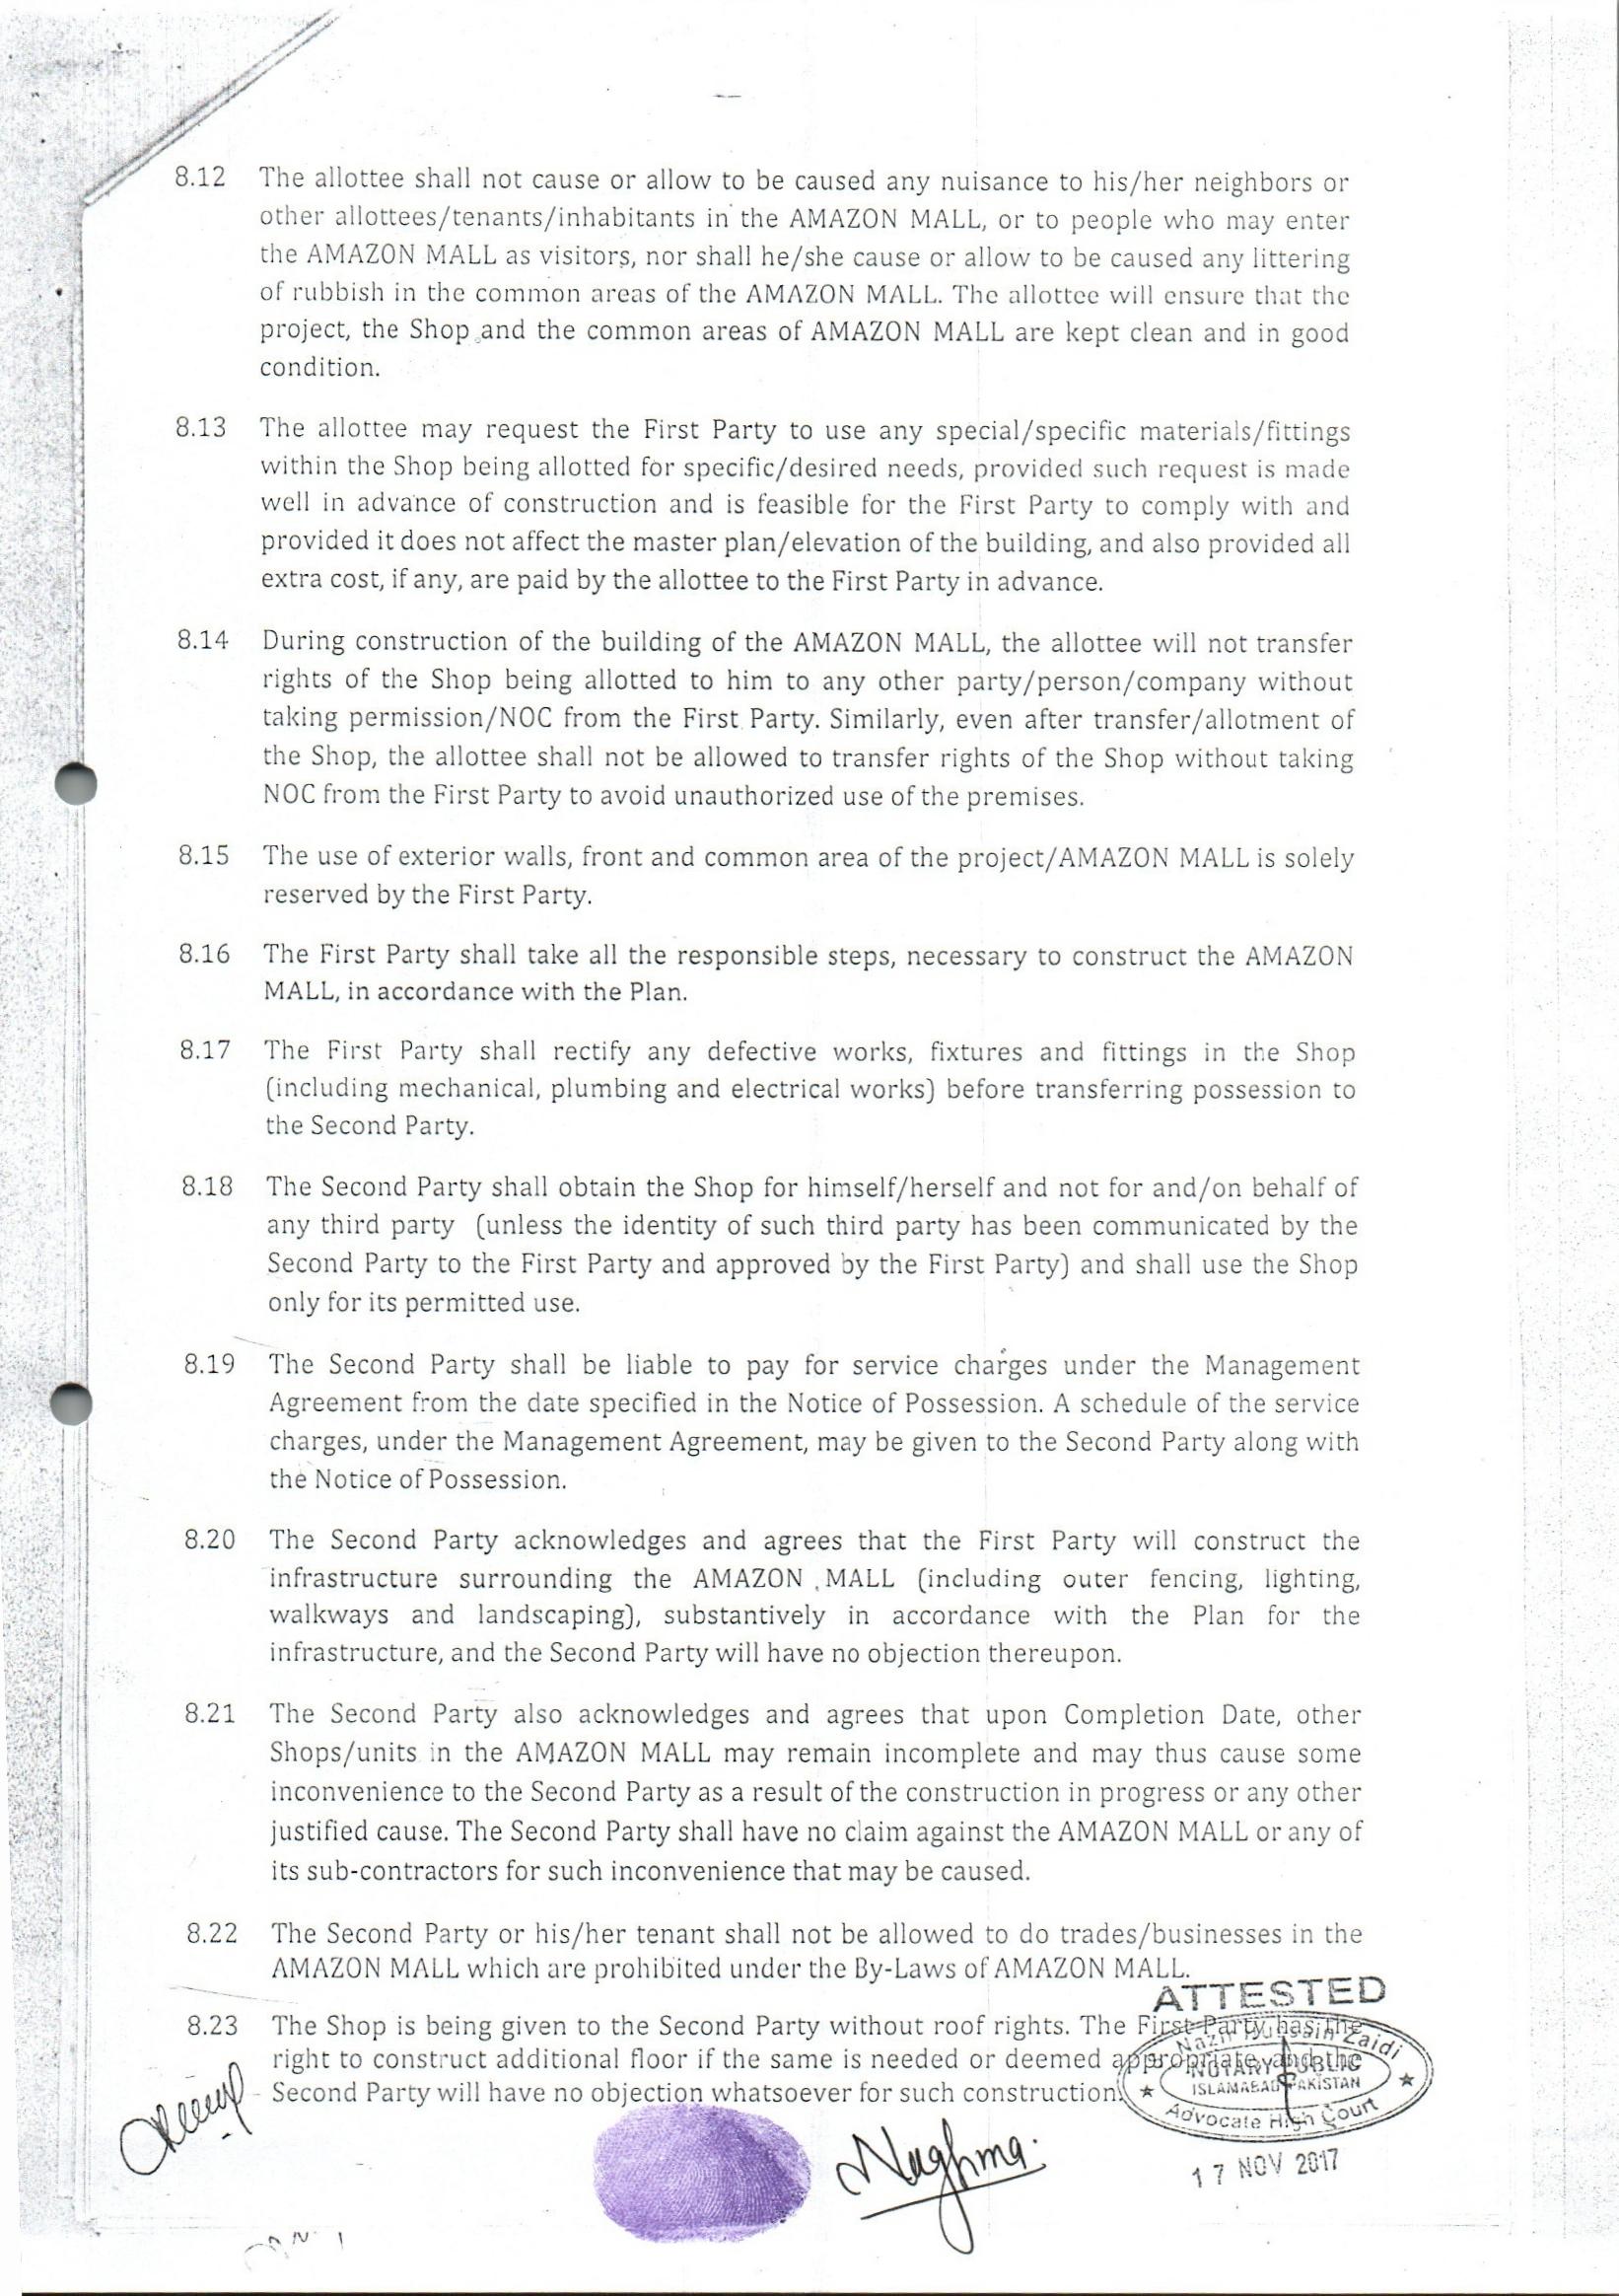 8.12 The allottee shall not cause or allow to be caused any nuisance to his/her neighbors or
other allottees/tenants/inhabitants in the AMAZON MALL, or to people who may enter
the AMAZON MALL as visitors, nor shall he/she cause or allow to be caused any littering
of rubbish in the common areas of the AMAZON MALL. The allottee will ensure that the
project, the Shop and the common areas of AMAZON MALL are kept clean and in good
condition.
8.13 The allottee may request the First Party to use any special/specific materials/fittings
within the Shop being allotted for specific/desired needs, provided such request is made
well in advance of construction and is feasible for the First Party to comply with and
provided it does not affect the master plan/elevation of the building, and also provided all
extra cost, if any, are paid by the allottee to the First Party in advance.
8.14 During construction of the building of the AMAZON MALL, the allottee will not transfer
rights of the Shop being allotted to him to any other party/person/company without
taking permission/NOC from the First Party. Similarly, even after transfer/allotment of
the Shop, the allottee shall not be allowed to transfer rights of the Shop without taking
NOC from the First Party to avoid unauthorized use of the premises.
8.15 The use of exterior walls, front and common area of the project/AMAZON MALL is solely
reserved by the First Party.
8.16 The First Party shall take all the responsible steps, necessary to construct the AMAZON
MALL, in accordance with the Plan.
8.17 The First Party shall rectify any defective works, fixtures and fittings in the Shop
(including mechanical, plumbing and electrical works) before transferring possession to
the Second Party.
8.18 The Second Party shall obtain the Shop for himself/herself and not for and/on behalf of
any third party (unless the identity of such third party has been communicated by the
Second Party to the First Party and approved by the First Party) and shall use the Shop
only for its permitted use.
8.19 The Second Party shall be liable to pay for service charges under the Management
Agreement from the date specified in the Notice of Possession. A schedule of the service
charges, under the Management Agreement, may be given to the Second Party along with
the Notice of Possession.
8.20 The Second Party acknowledges and agrees that the First Party will construct the
infrastructure surrounding the AMAZON MALL (including outer fencing, lighting,
walkways and landscaping), substantively in accordance with the Plan for the
infrastructure, and the Second Party will have no objection thereupon.
8.21 The Second Party also acknowledges and agrees that upon Completion Date, other
Shops/units in the AMAZON MALL may remain incomplete and may thus cause some
inconvenience to the Second Party as a result of the construction in progress or any other
justified cause. The Second Party shall have no claim against the AMAZON MALL or any of
its sub-contractors for such inconvenience that may be caused.
8.22 The Second Party or his/her tenant shall not be allowed to do trades/businesses in the
AMAZON MALL which are prohibited under the By-Laws of AMAZON MALL.
ATTESTED
8.23 The Shop is being given to the Second Party without roof rights. The First Party has the
right to construct additional floor if the same is needed or deemed appropriate, and the
Second Party will have no objection whatsoever for such construction.
Zaidi
NOTARY PUBLIC
ISLAMABAD PAKISTAN
Advocate High Court
Naghma.
17 NOV 2017